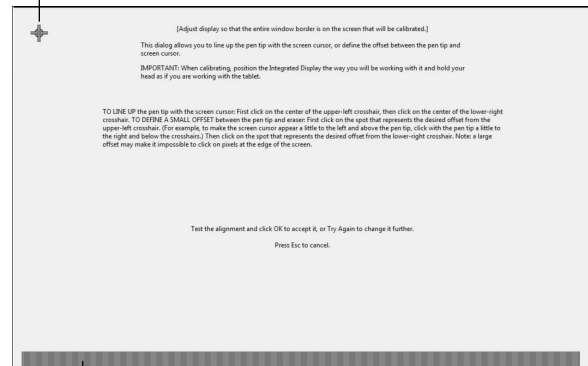 [Adjust display so that the entire window border is on the screen that will be calibrated.]
This dialog allows you to line up the pen tip with the screen cursor, or define the offset between the pen tip and
screen cursor.
IMPORTANT: When calibrating, position the Integrated Display the way you will be working with it and hold your
head as if you are working with the tablet.
TO LINE UP the pen tip with the screen cursor: First click on the center of the upper-left crosshair, then click on the center of the lower-right
crosshair. TO DEFINE A SMALL OFFSET between the pen tip and eraser: First click on the spot that represents the desired offset from the
upper-left crosshair. (For example, to make the screen cursor appear a little to the left and above the pen tip, click with the pen tip a little to
the right and below the crosshairs.) Then click on the spot that represents the desired offset from the lower-right crosshair. Note: a large
offset may make it impossible to click on pixels at the edge of the screen.
Test the alignment and click OK to accept it, or Try Again to change it further.
Press Esc to cancel.